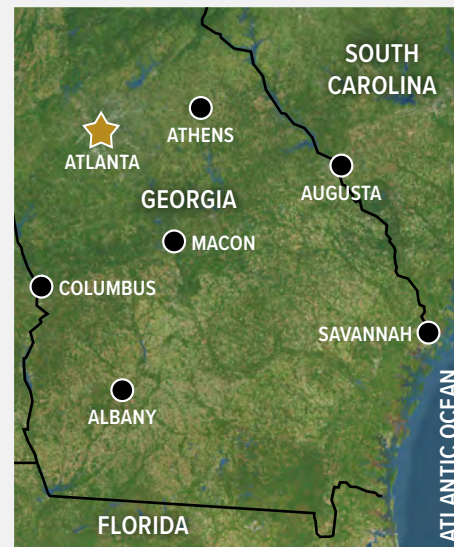 SOUTH
CAROLINA
ATHENS
ATLANTA
AUGUSTA
GEORGIA
MACON
COLUMBUS
SAVANNAH
ALBANY
ATLANTIC OCEAN
FLORIDA